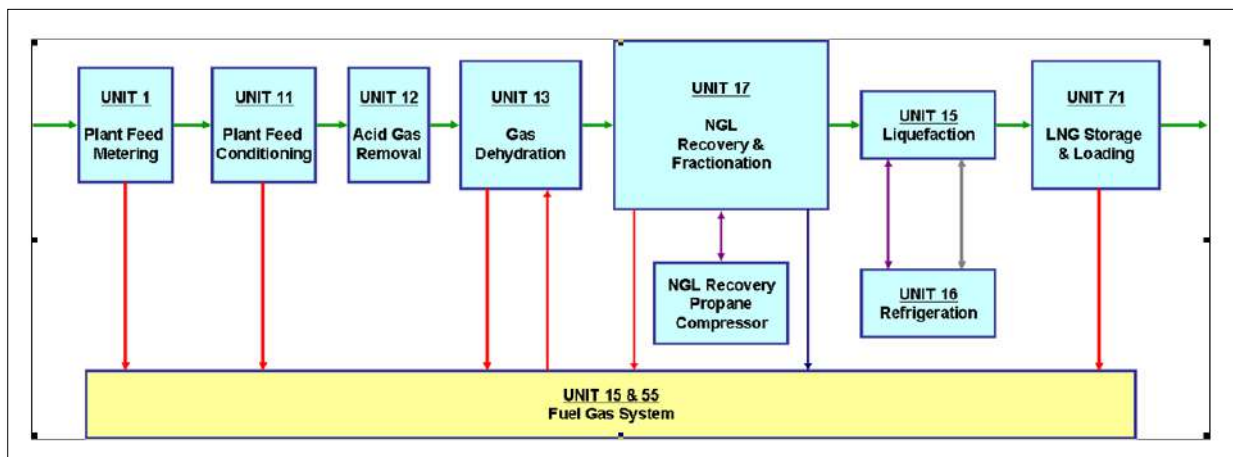 UNIT 1
Plant Feed
Metering
UNIT 11
Plant Feed
Conditioning
UNIT 12
Acid Gas
Removal
UNIT 13
Gas
Dehydration
UNIT 17
NGL
Recovery &
Fractionation
UNIT 15
Liquefaction
UNIT 71
LNG Storage
& Loading
NGL Recovery
Propane
Compressor
UNIT 16
Refrigeration
UNIT 15 & 55
Fuel Gas System